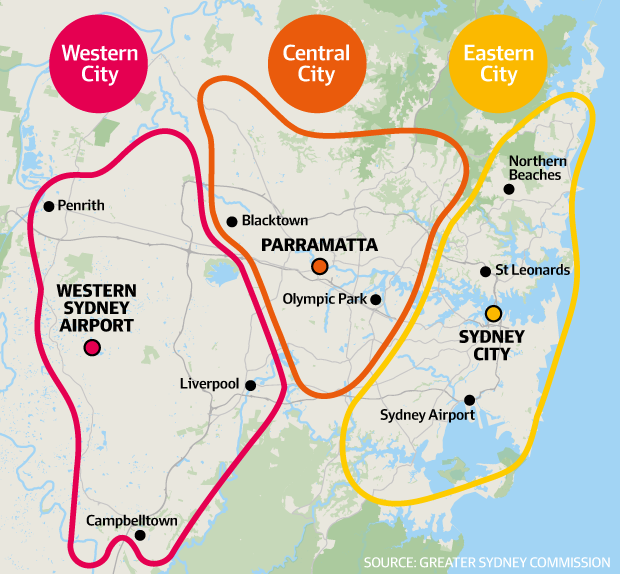 Western
City
Central
City
Eastern
City
Northern
Beaches
Penrith
Blacktown
PARRAMATTA
St Leonards
WESTERN
SYDNEY
AIRPORT
Olympic Park
SYDNEY
CITY
Liverpool
Sydney Airport
Campbelltown
SOURCE: GREATER SYDNEY COMMISSION